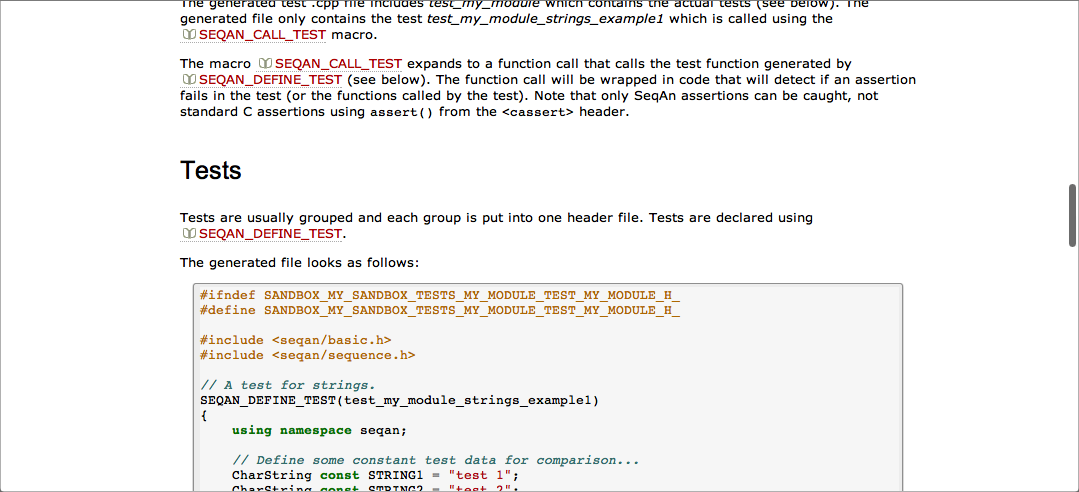 The generated test .cpp file includes test_my_module which contains the actual tests (see below). The
generated file only contains the test test_my_module_strings_example1 which is called using the
SEQAN_CALL_TEST macro.
The macro SEQAN_CALL_TEST expands to a function call that calls the test function generated by
SEQAN_DEFINE_TEST (see below). The function call will be wrapped in code that will detect if an assertion
fails in the test (or the functions called by the test). Note that only SeqAn assertions can be caught, not
standard C assertions using assert() from the <cassert> header.
Tests
Tests are usually grouped and each group is put into one header file. Tests are declared using
SEQAN_DEFINE_TEST.
The generated file looks as follows:
#ifndef SANDBOX_MY_SANDBOX_TESTS_MY_MODULE_TEST_MY_MODULE_H_
#define SANDBOX_MY_SANDBOX_TESTS_MY_MODULE_TEST_MY_MODULE_H_
#include <seqan/basic.h>
#include <seqan/sequence.h>
// A test for strings.
SEQAN_DEFINE_TEST(test_my_module_strings_example1)
{
using namespace seqan;
// Define some constant test data for comparison...
CharString const STRING1 = "test 1";
CharString const STRING2 = "test 2";